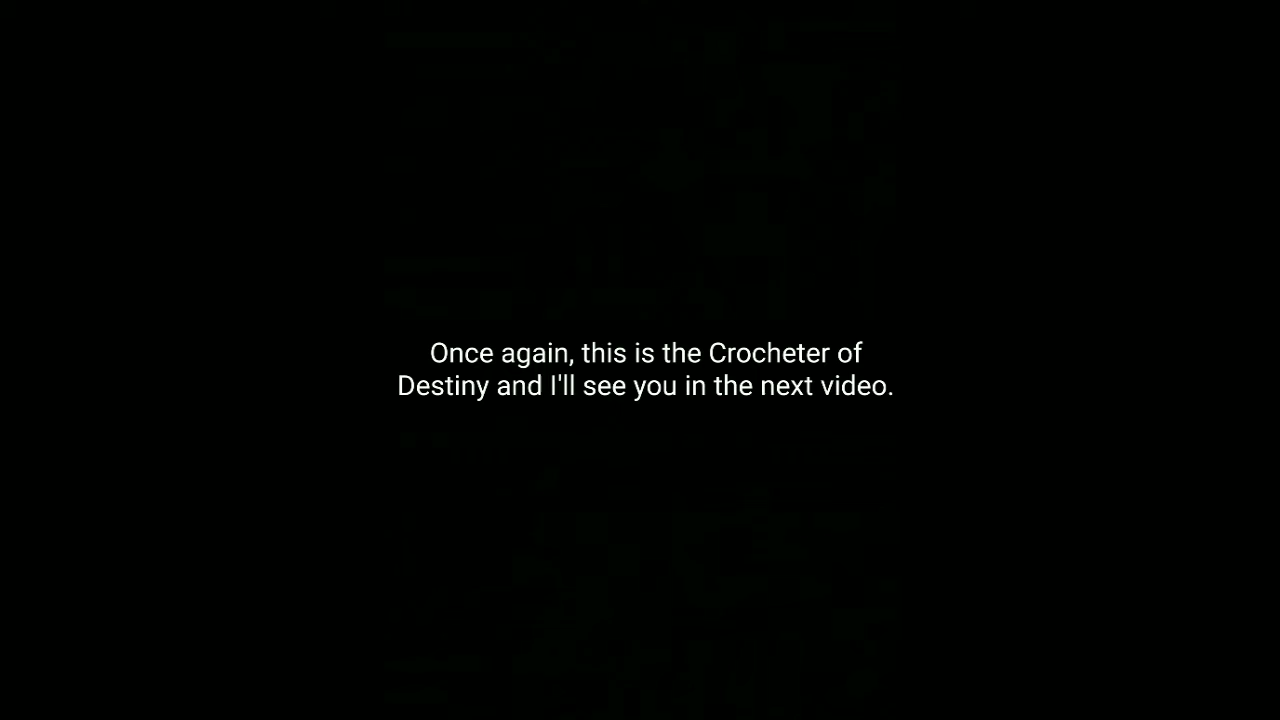 Once again, this is the Crocheter of
Destiny and I'll see you in the next video.